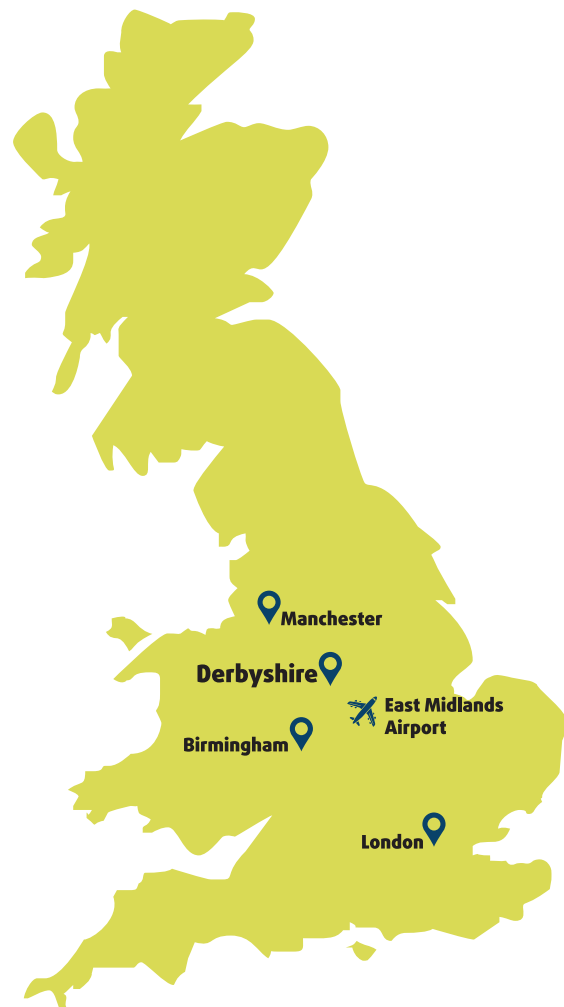 Manchester
Derbyshire
East Midlands
Airport
Birmingham
London